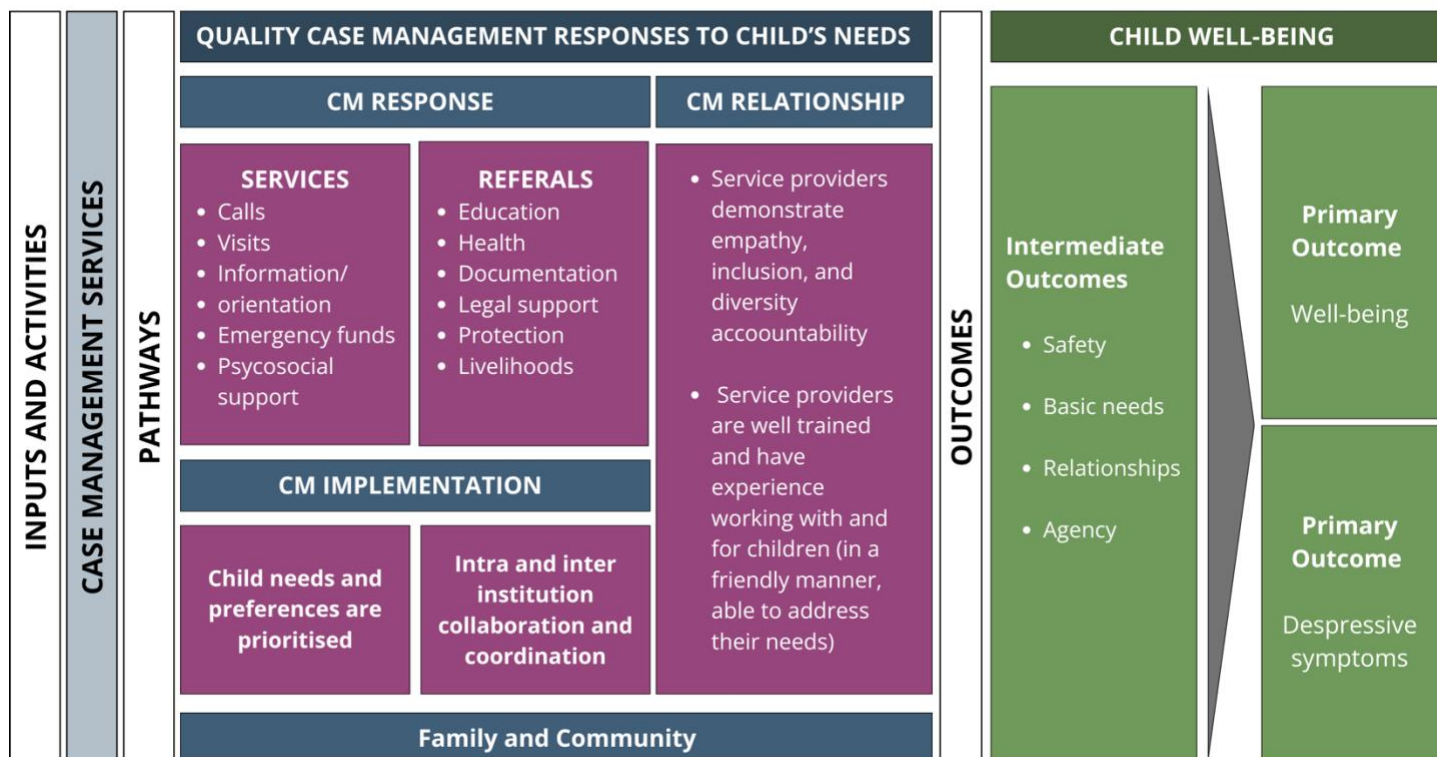 INPUTS AND ACTIVITIES
CASE MANAGEMENT SERVICES
PATHWAYS
QUALITY CASE MANAGEMENT RESPONSES TO CHILD'S NEEDS
CM RESPONSE
SERVICES
• Calls
• Visits
• Information/
• orientation
• Emergency funds
• Psycosocial
support
REFERALS
• Education
• Health
• Documentation
• Legal support
• Protection
• Livelihoods
CM IMPLEMENTATION
Child needs and
preferences are
prioritised
Intra and inter
institution
collaboration and
coordination
CM RELATIONSHIP
• Service providers
demonstrate
empathy,
inclusion, and
diversity
accoountability
• Service providers
are well trained
and have
experience
working with and
for children (in a
friendly manner,
able to address
their needs)
Family and Community
OUTCOMES
CHILD WELL-BEING
Intermediate
Outcomes
• Safety
• Basic needs
• Relationships
• Agency
Primary
Outcome
Well-being
Primary
Outcome
Despressive
symptoms